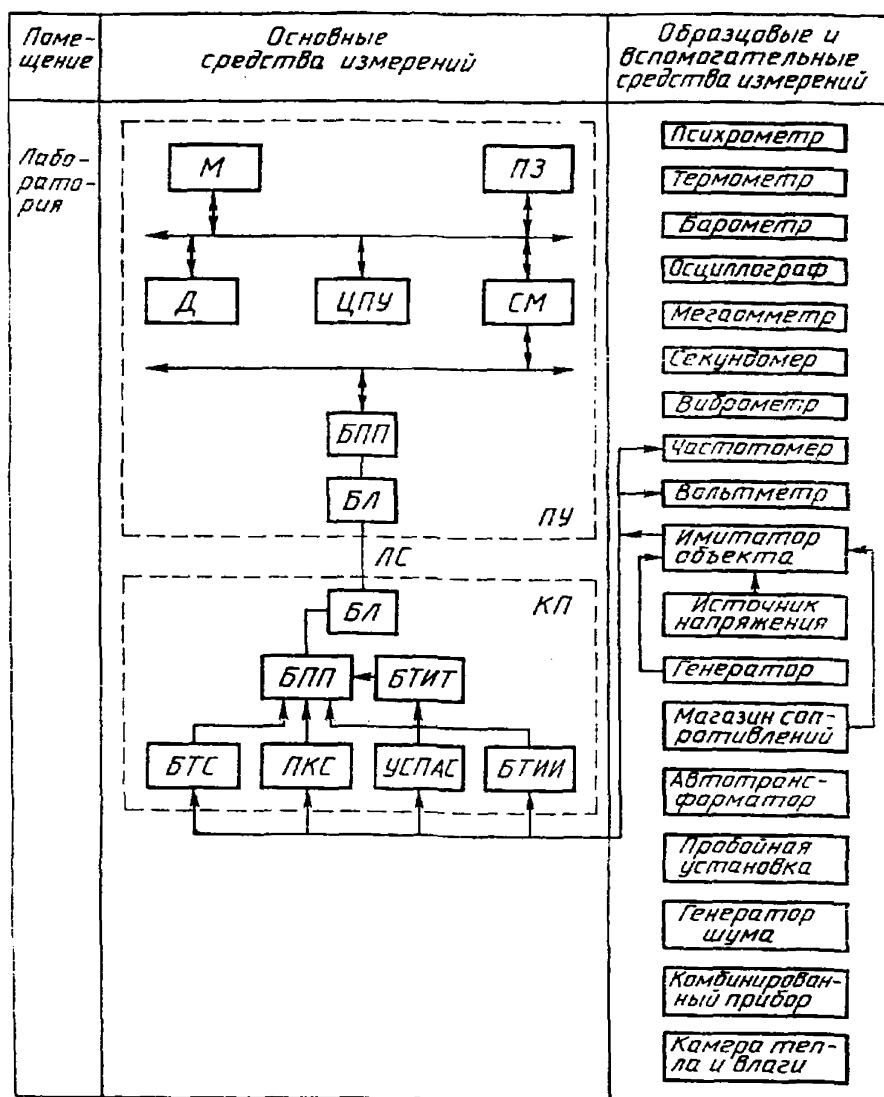 Поме-
щение
Основные
средства измерений
Образцовые и
вспомогательные
средства измерений
Лабо-
рато-
рия
М
ПЗ
Д
ЦПУ
СМ
БПП
БЛ
ПУ
ЛС
БЛ
КП
БПП
БТИТ
БТС
ПКС
УСПАС
БТИИ
Психрометр
Термометр
Барометр
Осциллограф
Мегаомметр
Секундомер
Виброметр
Частотомер
Вольтметр
Имитатор
объекта
Источник
напряжения
Генератор
Магазин соп-
ротивлений
Автотранс-
форматор
Пробойная
установка
Генератор
шума
Комбинирован-
ный прибор
Камера теп-
ла и влаги